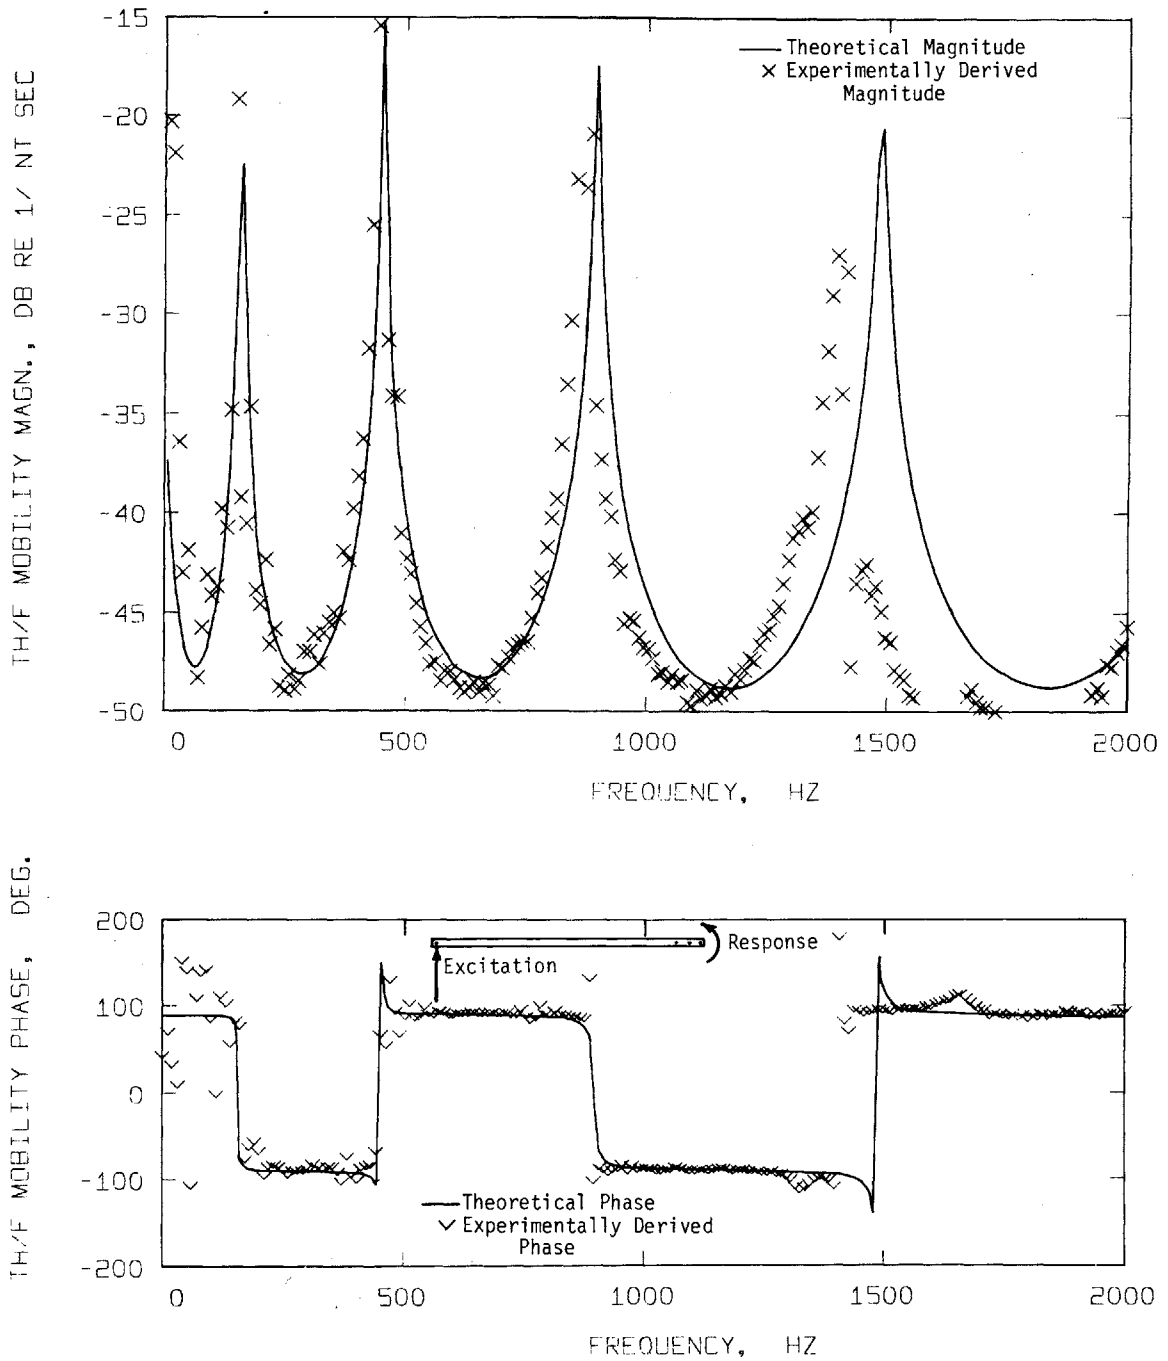 TH/F MOBILITY MAGN., DB RE 1/ NT SEC
-15
-20
-25
-30
-35
-40
-45
-50
Theoretical Magnitude
Experimentally Derived
Magnitude
0
500
1000
1500
2000
FREQUENCY, HZ
TH/F MOBILITY PHASE, DEG.
200
100
0
-100
-200
Excitation
Response
Theoretical Phase
Experimentally Derived
Phase
0
500
1000
1500
2000
FREQUENCY, HZ